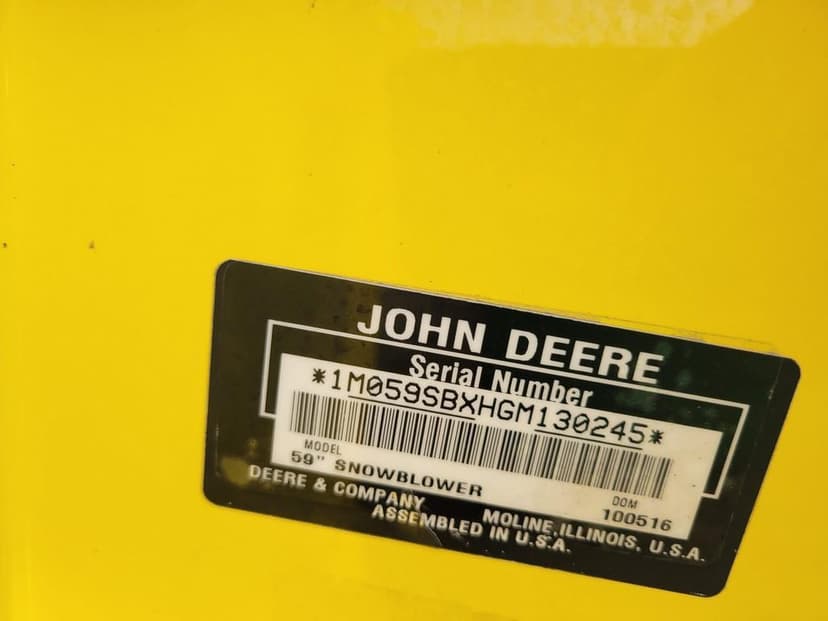 JOHN DEERE
Serial Number
*1M059SBXHGM130245*
MODEL
59" SNOWBLOWER
DOM
100516
DEERE & COMPANY MOLINE, ILLINOIS, U.S.A.
ASSEMBLED IN U.S.A.